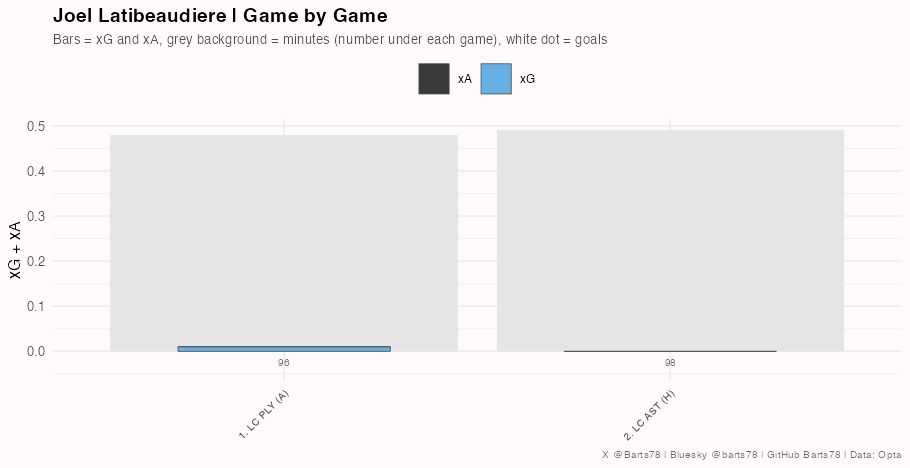 Joel Latibeaudiere | Game by Game
Bars = xG and xA, grey background = minutes (number under each game), white dot = goals
xA
xG
xG + xA
0.5
0.4
0.3
0.2
0.1
0.0
96
98
1. LC PLY (A)
2. LC AST (H)
X @Barts78 | Bluesky @barts78 | GitHub Barts78 | Data: Opta